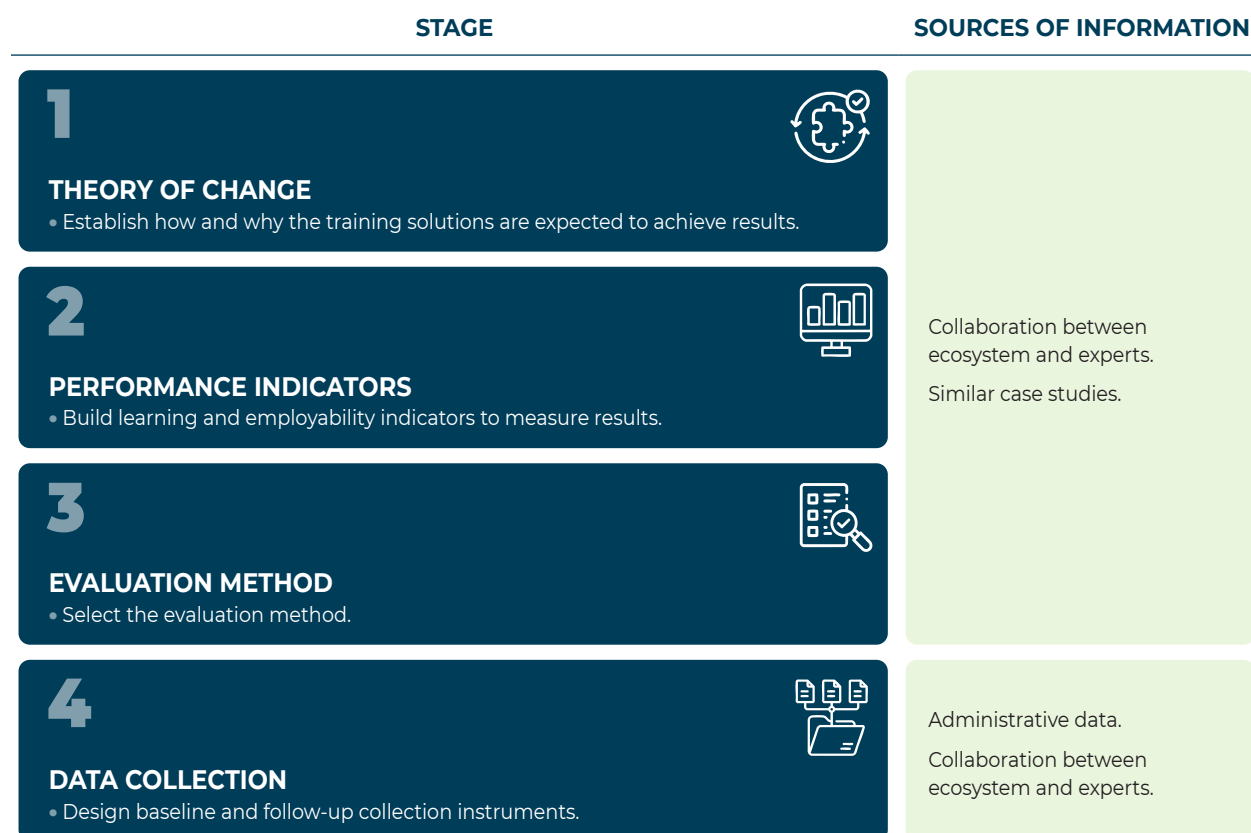 STAGE
SOURCES OF INFORMATION
1
THEORY OF CHANGE
• Establish how and why the training solutions are expected to achieve results.
2
PERFORMANCE INDICATORS
• Build learning and employability indicators to measure results.
3
EVALUATION METHOD
• Select the evaluation method.
Collaboration between
ecosystem and experts.
Similar case studies.
4
DATA COLLECTION
• Design baseline and follow-up collection instruments.
Administrative data.
Collaboration between
ecosystem and experts.